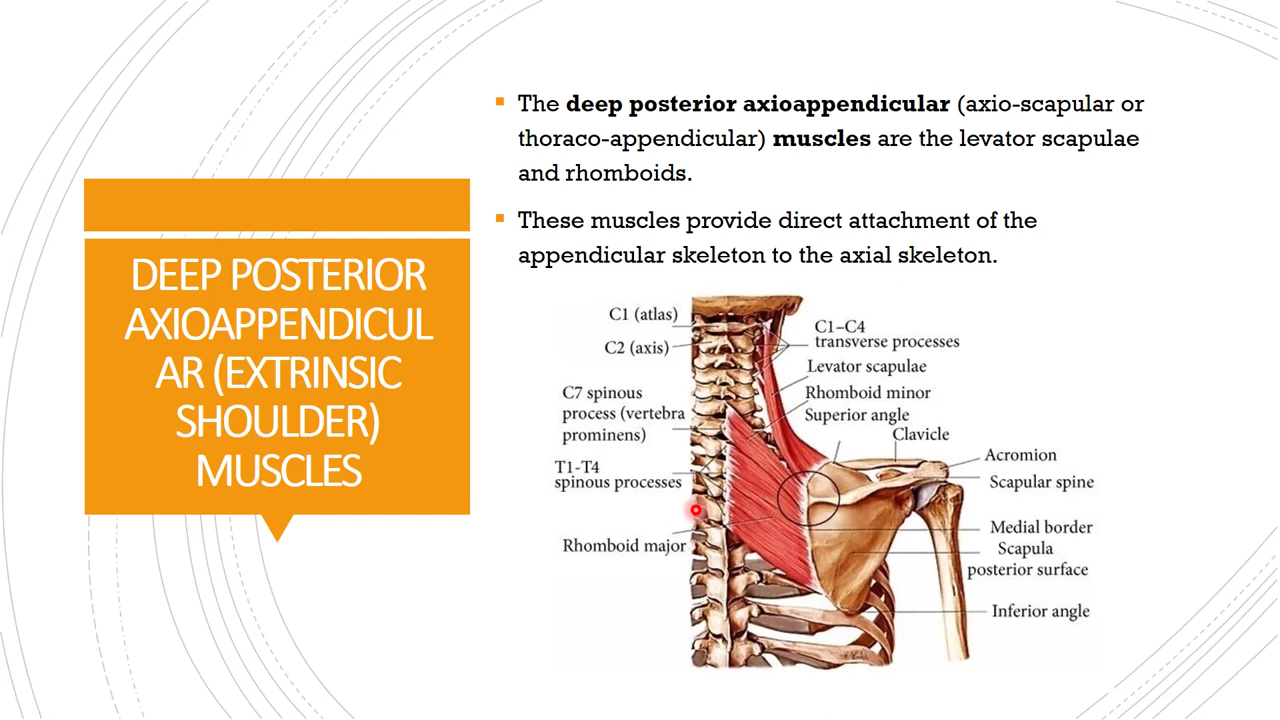 DEEP POSTERIOR
AXIOAPPENDICUL
AR (EXTRINSIC
SHOULDER)
MUSCLES
The deep posterior axioappendicular (axio-scapular or
thoraco-appendicular) muscles are the levator scapulae
and rhomboids.
These muscles provide direct attachment of the
appendicular skeleton to the axial skeleton.
C1 (atlas)
C2 (axis)
C7 spinous
process (vertebra
prominens)
T1-T4
spinous processes
Rhomboid major
C1–C4
transverse processes
Levator scapulae
Rhomboid minor
Superior angle
Clavicle
Acromion
Scapular spine
Medial border
Scapula
posterior surface
Inferior angle